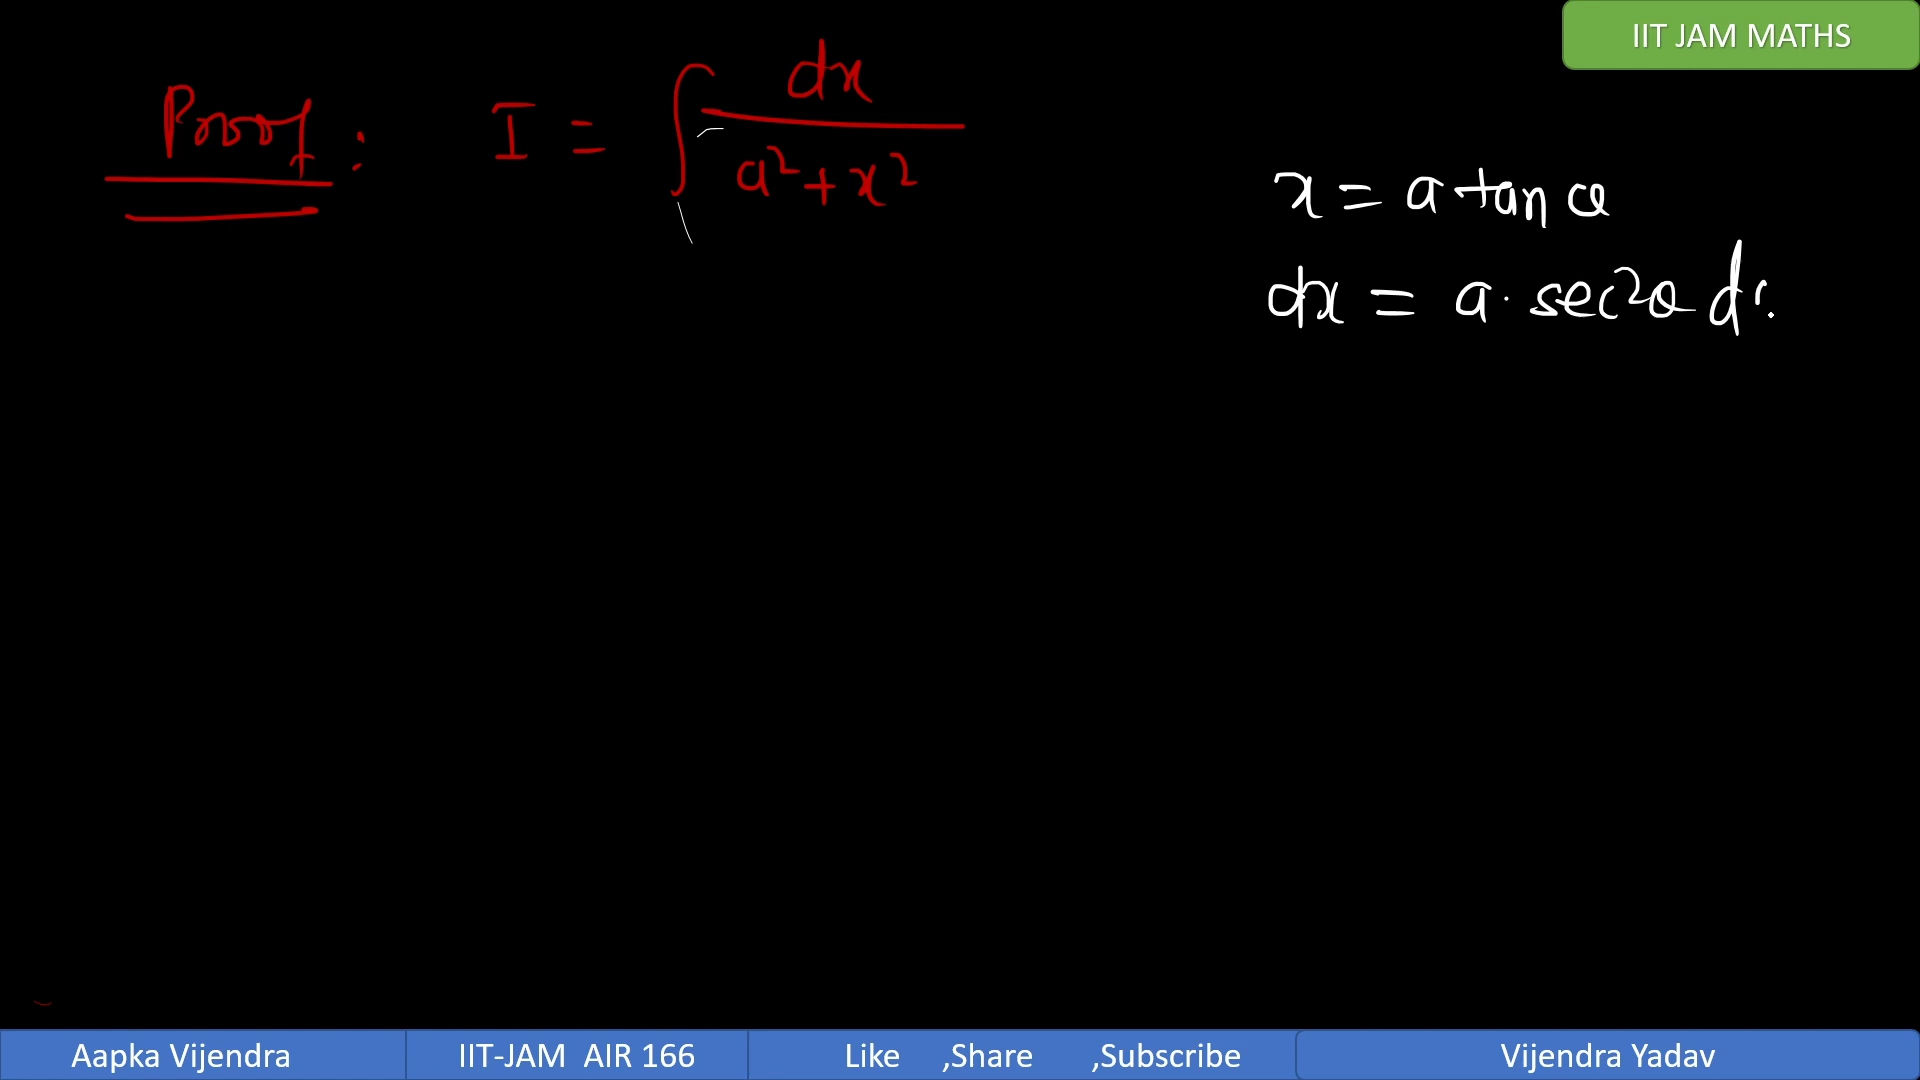 IIT JAM MATHS
Proof : I = ∫ dx / a² + x²
x = a tan θ
dx = a · sec²θ d
Aapka Vijendra
IIT-JAM AIR 166
Like ,Share ,Subscribe
Vijendra Yadav